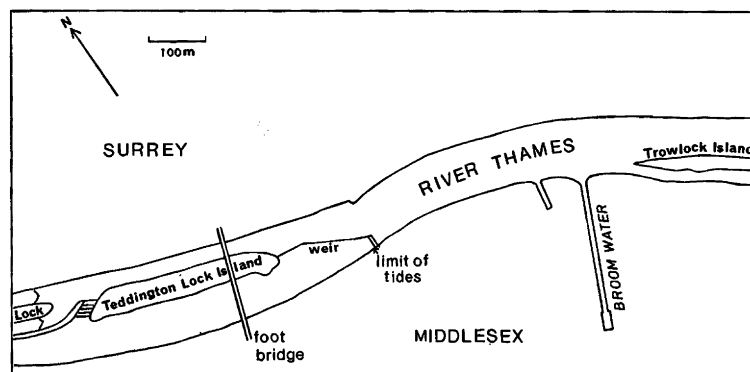 N
100m
SURREY
RIVER THAMES
Trowlock Island
weir
limit of
tides
Teddington Lock Island
Lock
foot
bridge
BROOM WATER
MIDDLESEX